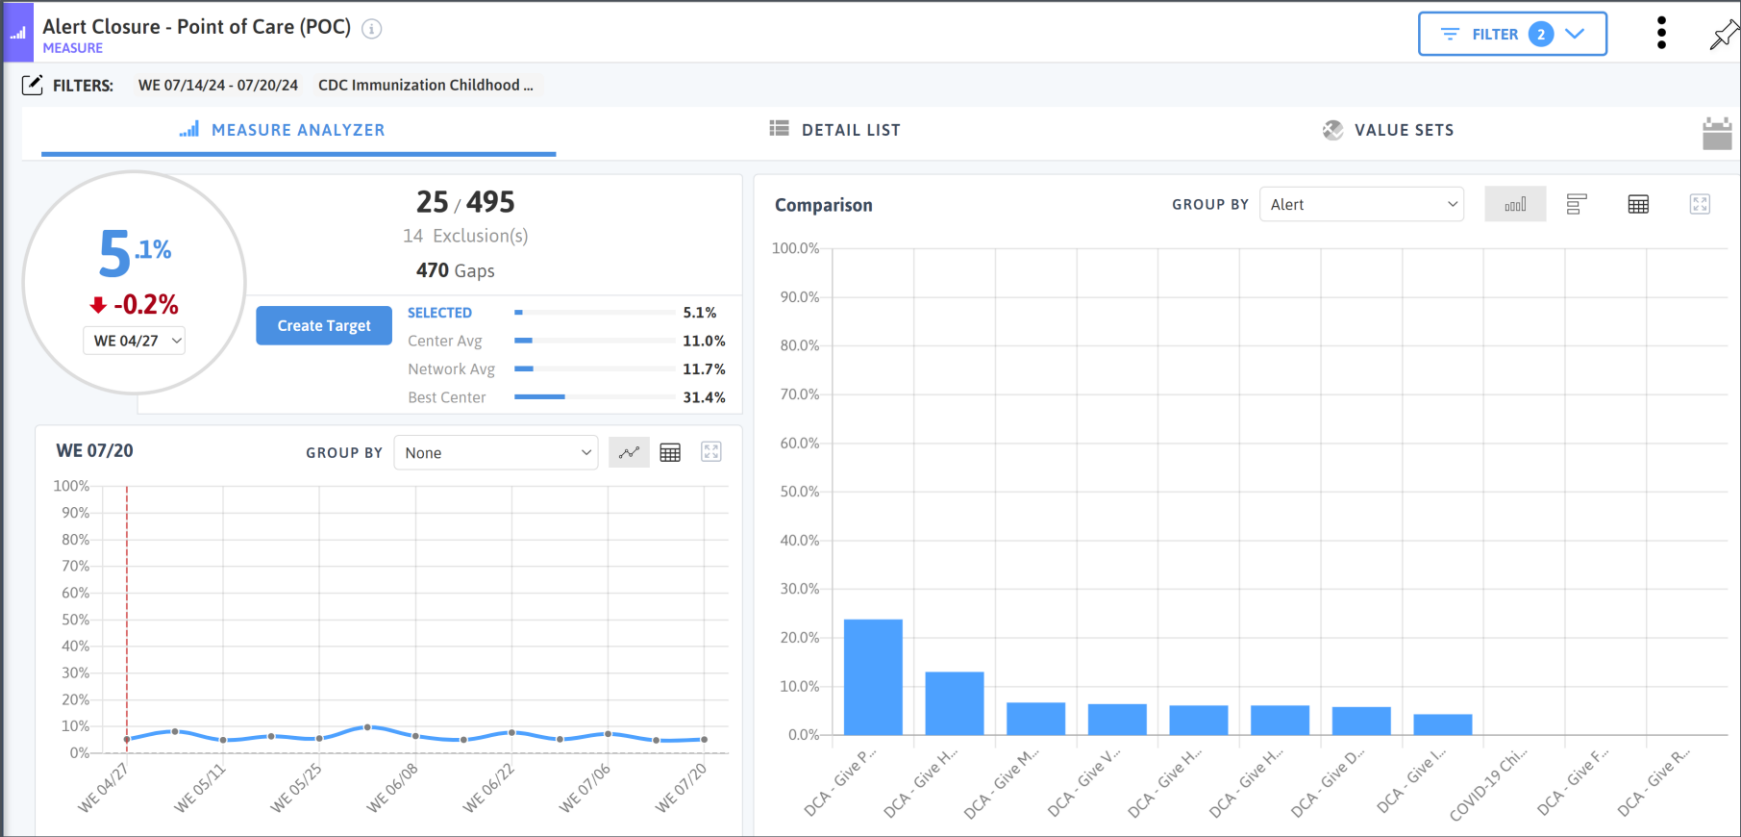 Alert Closure - Point of Care (POC)
MEASURE
FILTER 2
FILTERS: WE 07/14/24 - 07/20/24 CDC Immunization Childhood ...
MEASURE ANALYZER
DETAIL LIST
VALUE SETS
5.1%
-0.2%
WE 04/27
25 / 495
14 Exclusion(s)
470 Gaps
Create Target
SELECTED 5.1%
Center Avg 11.0%
Network Avg 11.7%
Best Center 31.4%
WE 07/20
GROUP BY None
100%
90%
80%
70%
60%
50%
40%
30%
20%
10%
0%
WE 04/27
WE 05/11
WE 05/25
WE 06/08
WE 06/22
WE 07/06
WE 07/20
Comparison
GROUP BY Alert
100.0%
90.0%
80.0%
70.0%
60.0%
50.0%
40.0%
30.0%
20.0%
10.0%
0.0%
DCA - Give P...
DCA - Give H...
DCA - Give M...
DCA - Give V...
DCA - Give H...
DCA - Give H...
DCA - Give D...
DCA - Give I...
COVID-19 Chi...
DCA - Give F...
DCA - Give R...